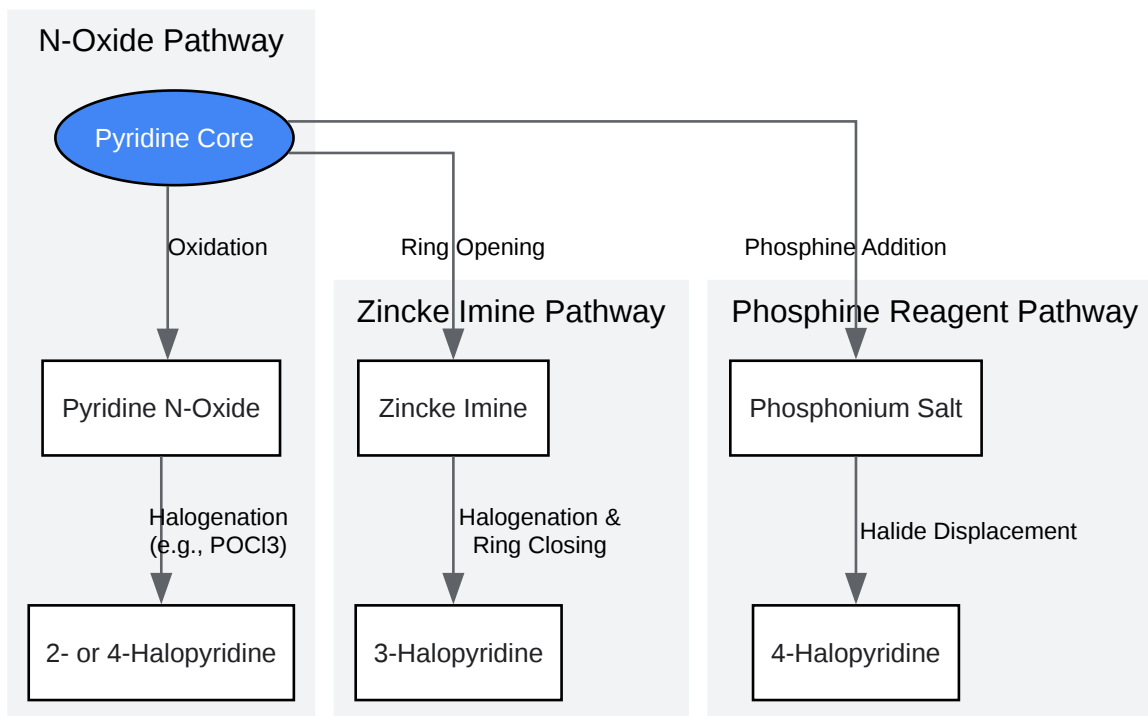 N-Oxide Pathway
Pyridine Core
Oxidation
Ring Opening
Phosphine Addition
Zincke Imine Pathway
Phosphine Reagent Pathway
Pyridine N-Oxide
Zincke Imine
Phosphonium Salt
Halogenation
(e.g., POCl3)
Halogenation &
Ring Closing
Halide Displacement
2- or 4-Halopyridine
3-Halopyridine
4-Halopyridine